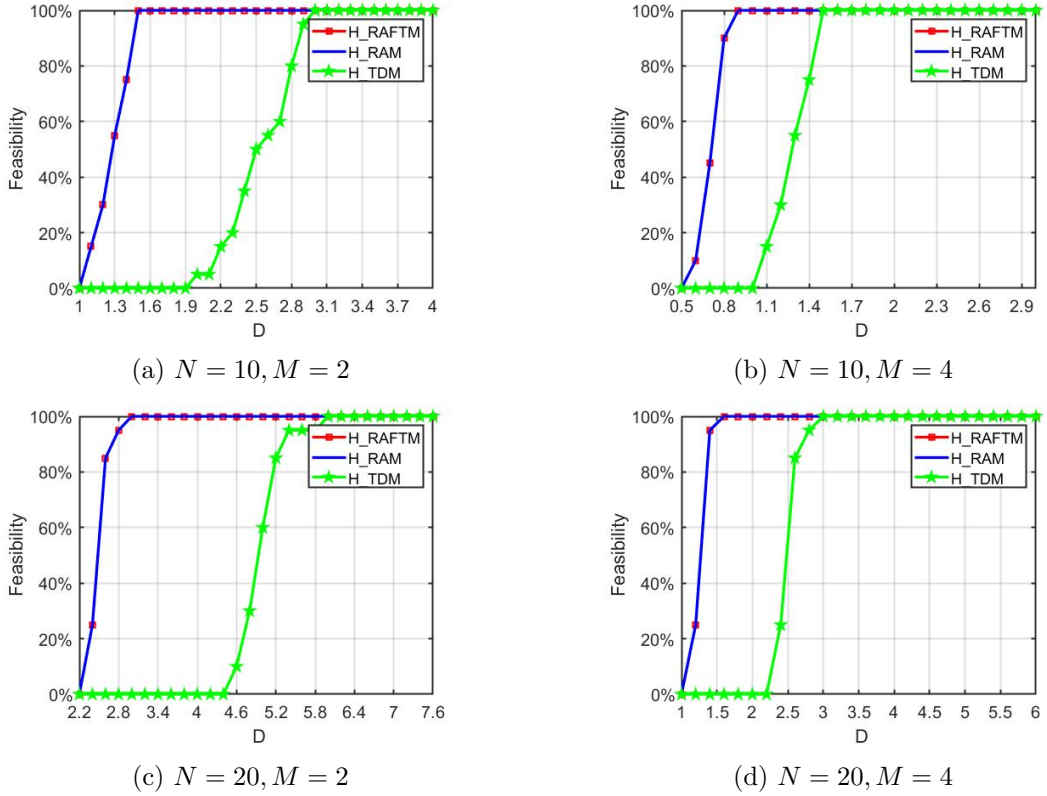 100%
80%
60%
40%
20%
0%
Feasibility
H_RAFTM
H_RAM
H_TDM
1 1.3 1.6 1.9 2.2 2.5 2.8 3.1 3.4 3.7 4
D
(a) N = 10, M = 2
100%
80%
60%
40%
20%
0%
Feasibility
H_RAFTM
H_RAM
H_TDM
0.5 0.8 1.1 1.4 1.7 2 2.3 2.6 2.9
D
(b) N = 10, M = 4
100%
80%
60%
40%
20%
0%
Feasibility
H_RAFTM
H_RAM
H_TDM
2.2 2.8 3.4 4 4.6 5.2 5.8 6.4 7 7.6
D
(c) N = 20, M = 2
100%
80%
60%
40%
20%
0%
Feasibility
H_RAFTM
H_RAM
H_TDM
1 1.5 2 2.5 3 3.5 4 4.5 5 5.5 6
D
(d) N = 20, M = 4